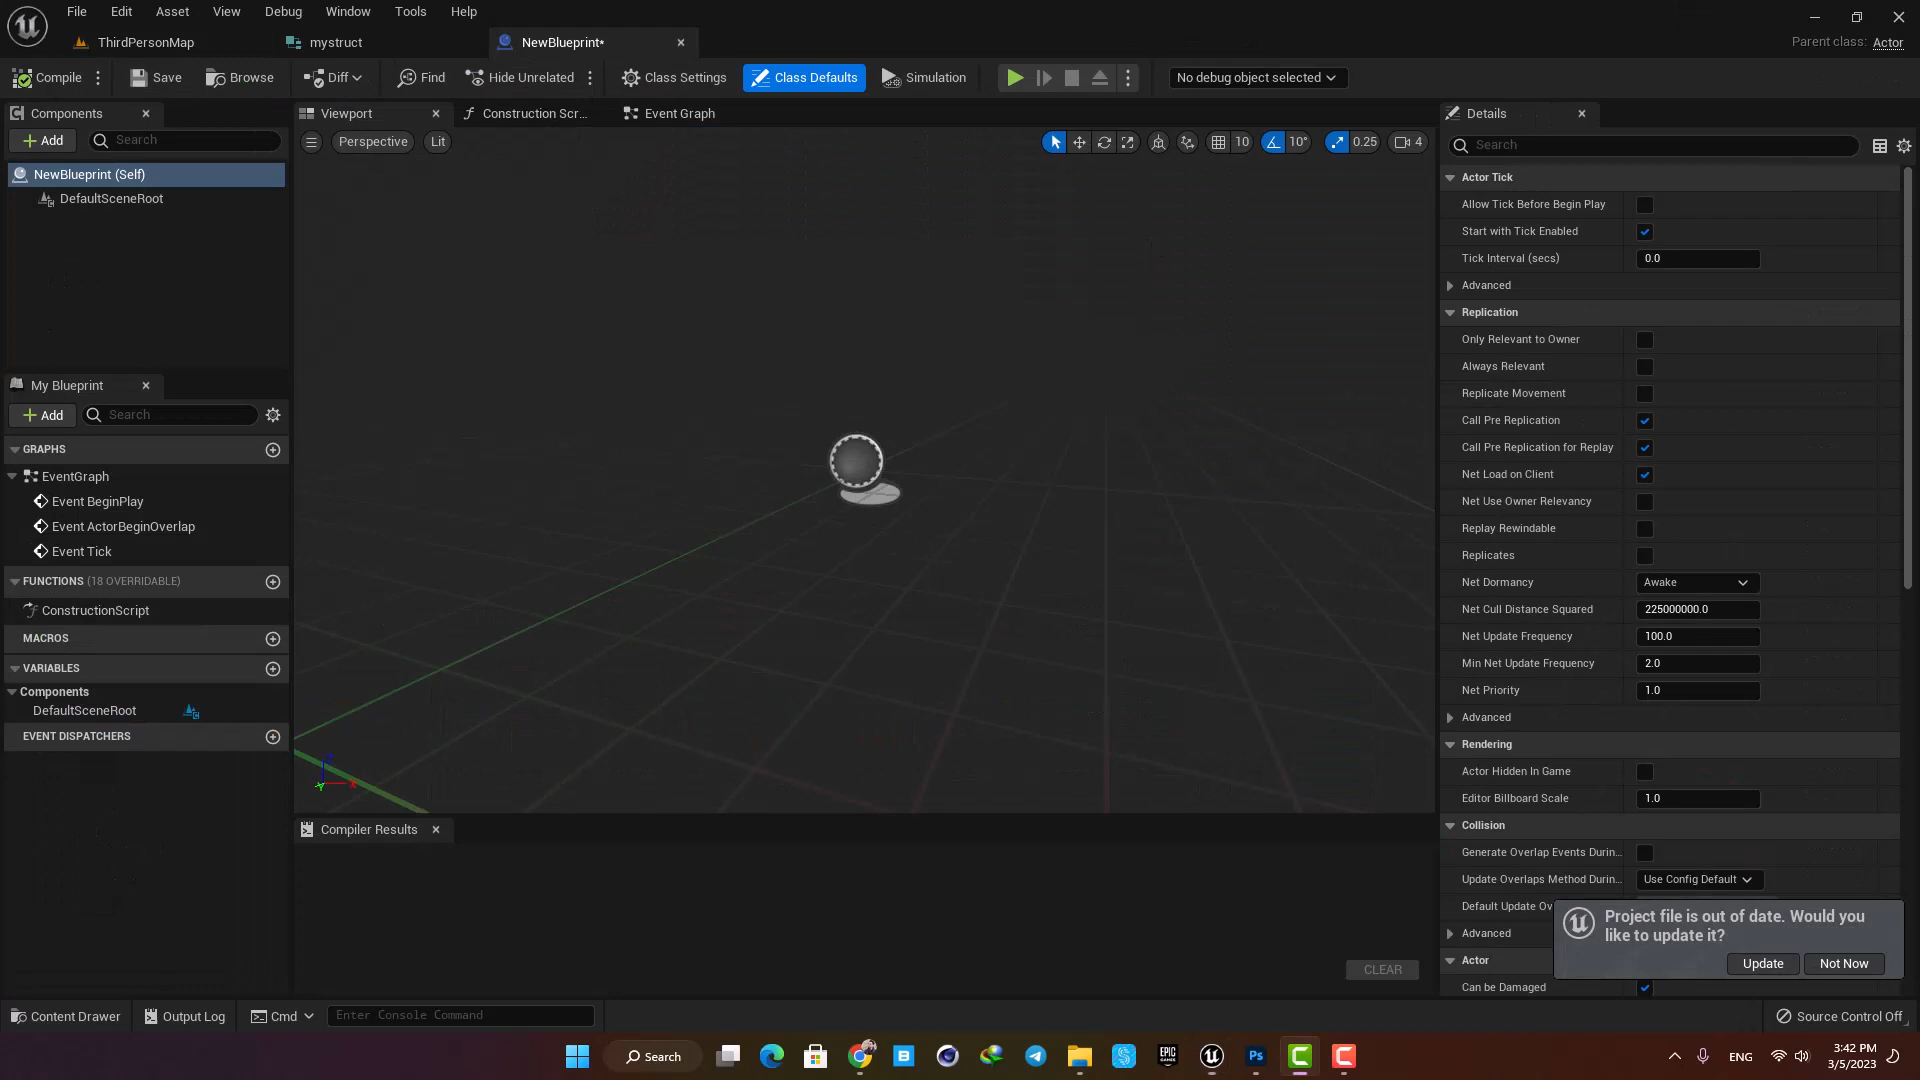 File Edit Asset View Debug Window Tools Help
ThirdPersonMap mystruct NewBlueprint*
Parent class: Actor
Compile Save Browse Diff Find Hide Unrelated Class Settings Class Defaults Simulation No debug object selected
Components
Add Search
NewBlueprint (Self)
DefaultSceneRoot
My Blueprint
Add Search
GRAPHS
EventGraph
Event BeginPlay
Event ActorBeginOverlap
Event Tick
FUNCTIONS (18 OVERRIDABLE)
ConstructionScript
MACROS
VARIABLES
Components
DefaultSceneRoot
EVENT DISPATCHERS
Viewport Construction Scr... Event Graph
Perspective Lit 10 10° 0.25 4
Z
X
Y
Compiler Results
CLEAR
Details
Search
Actor Tick
Allow Tick Before Begin Play
Start with Tick Enabled
Tick Interval (secs) 0.0
Advanced
Replication
Only Relevant to Owner
Always Relevant
Replicate Movement
Call Pre Replication
Call Pre Replication for Replay
Net Load on Client
Net Use Owner Relevancy
Replay Rewindable
Replicates
Net Dormancy Awake
Net Cull Distance Squared 225000000.0
Net Update Frequency 100.0
Min Net Update Frequency 2.0
Net Priority 1.0
Advanced
Rendering
Actor Hidden In Game
Editor Billboard Scale 1.0
Collision
Generate Overlap Events Durin...
Update Overlaps Method Durin... Use Config Default
Default Update Ov
Advanced
Actor
Can be Damaged
Project file is out of date. Would you
like to update it?
Update Not Now
Content Drawer Output Log Cmd Enter Console Command Source Control Off
Search
EPIC
GAMES
Ps
ENG
3:42 PM
3/5/2023